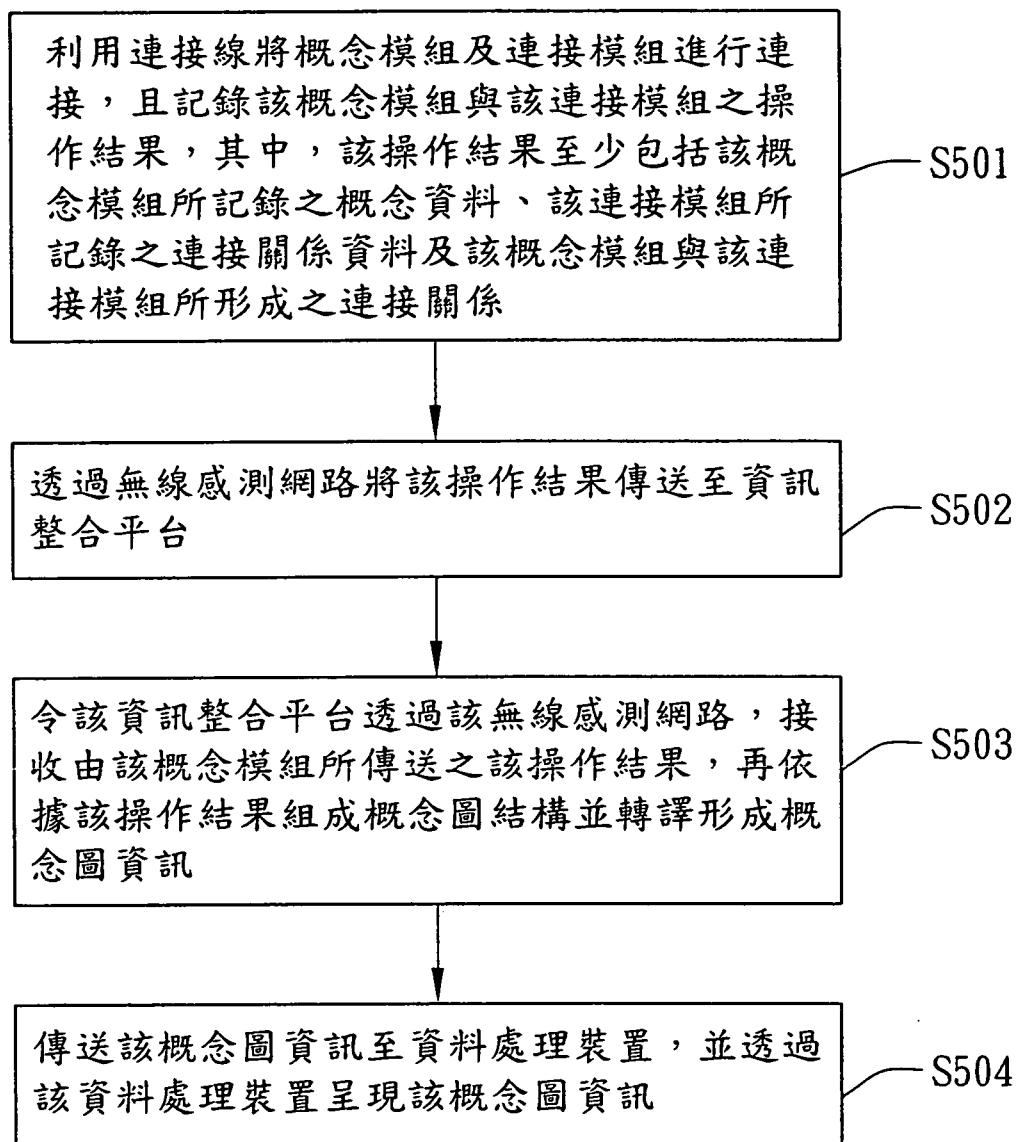 利用連接線將概念模組及連接模組進行連
接，且記錄該概念模組與該連接模組之操
作結果，其中，該操作結果至少包括該概
念模組所記錄之概念資料、該連接模組所
記錄之連接關係資料及該概念模組與該連
接模組所形成之連接關係
S501
透過無線感測網路將該操作結果傳送至資訊
整合平台
S502
令該資訊整合平台透過該無線感測網路，接
收由該概念模組所傳送之該操作結果，再依
據該操作結果組成概念圖結構並轉譯形成概
念圖資訊
S503
傳送該概念圖資訊至資料處理裝置，並透過
該資料處理裝置呈現該概念圖資訊
S504